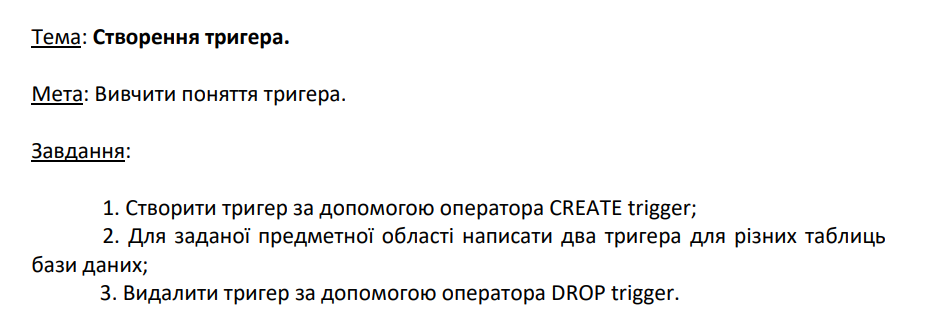 Тема: Створення тригера.
Мета: Вивчити поняття тригера.
Завдання:
1. Створити тригер за допомогою оператора CREATE trigger;
2. Для заданої предметної області написати два тригера для різних таблиць
бази даних;
3. Видалити тригер за допомогою оператора DROP trigger.